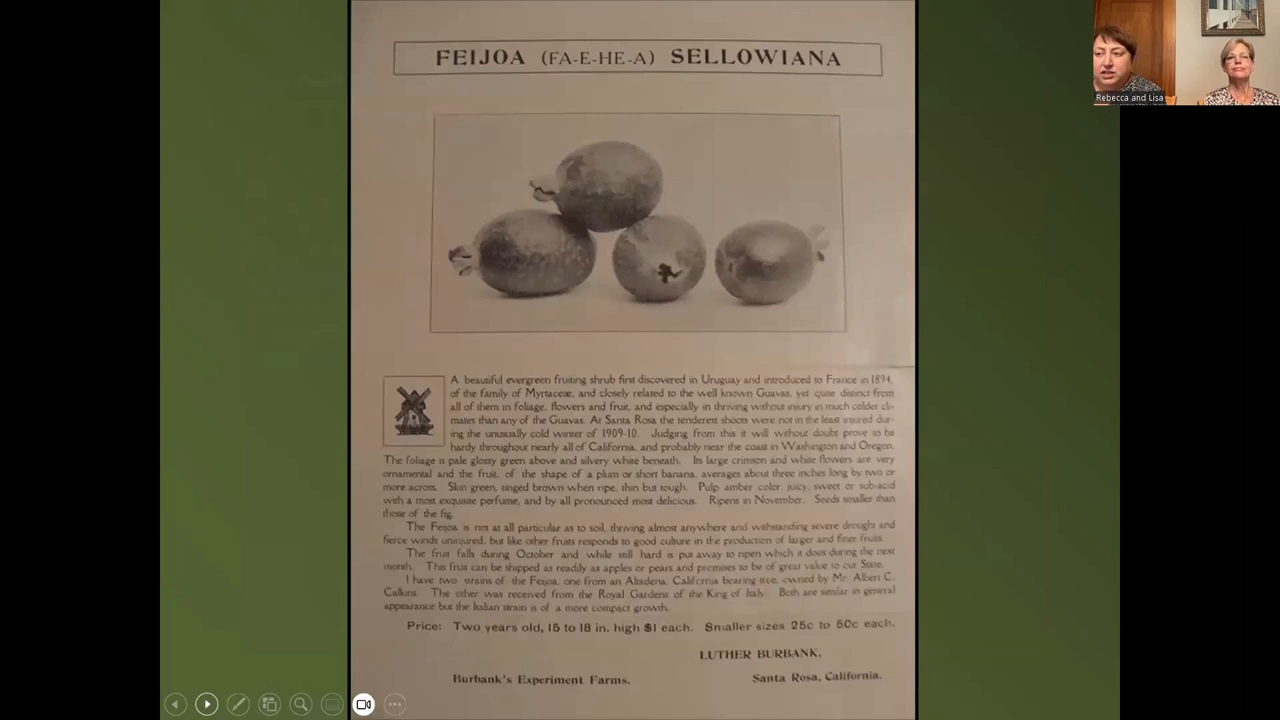 FEIJOA (FA-E-HE-A) SELLOWIANA
Rebecca and Lisa
A beautiful evergreen fruiting shrub first discovered in Uruguay and introduced to France in 1894,
of the family of Myrtaceæ, and closely related to the well known Guavas, yet quite distinct from
all of them in foliage, flowers and fruit, and especially in thriving without injury in much colder cli-
mates than any of the Guavas. At Santa Rosa the tenderest shoots were not in the least injured dur-
ing the unusually cold winter of 1909-10. Judging from this it will without doubt prove to be
hardy throughout nearly all of California, and probably near the coast in Washington and Oregon.
The foliage is pale glossy green above and silvery white beneath. Its large crimson and white flowers are very
ornamental and the fruit, of the shape of a plum or short banana, averages about three inches long by two or
more across. Skin green, tinged brown when ripe, thin but tough. Pulp amber color, juicy, sweet or sub-acid
with a most exquisite perfume, and by all pronounced most delicious. Ripens in November. Seeds smaller than
those of the fig.
The Feijoa is not at all particular as to soil, thriving almost anywhere and withstanding severe drought and
fierce winds uninjured, but like other fruits responds to good culture in the production of larger and finer fruits.
The fruit falls during October and while still hard is put away to ripen which it does during the next
month. This fruit can be shipped as readily as apples or pears and promises to be of great value to our State.
I have two strains of the Feijoa, one from an Altadena, California bearing tree, owned by Mr. Albert C.
Calkins. The other was received from the Royal Gardens of the King of Italy. Both are similar in general
appearance but the Italian strain is of a more compact growth.
Price: Two years old, 15 to 18 in. high $1 each. Smaller sizes 25c to 50c each.
LUTHER BURBANK,
Burbank's Experiment Farms. Santa Rosa, California.